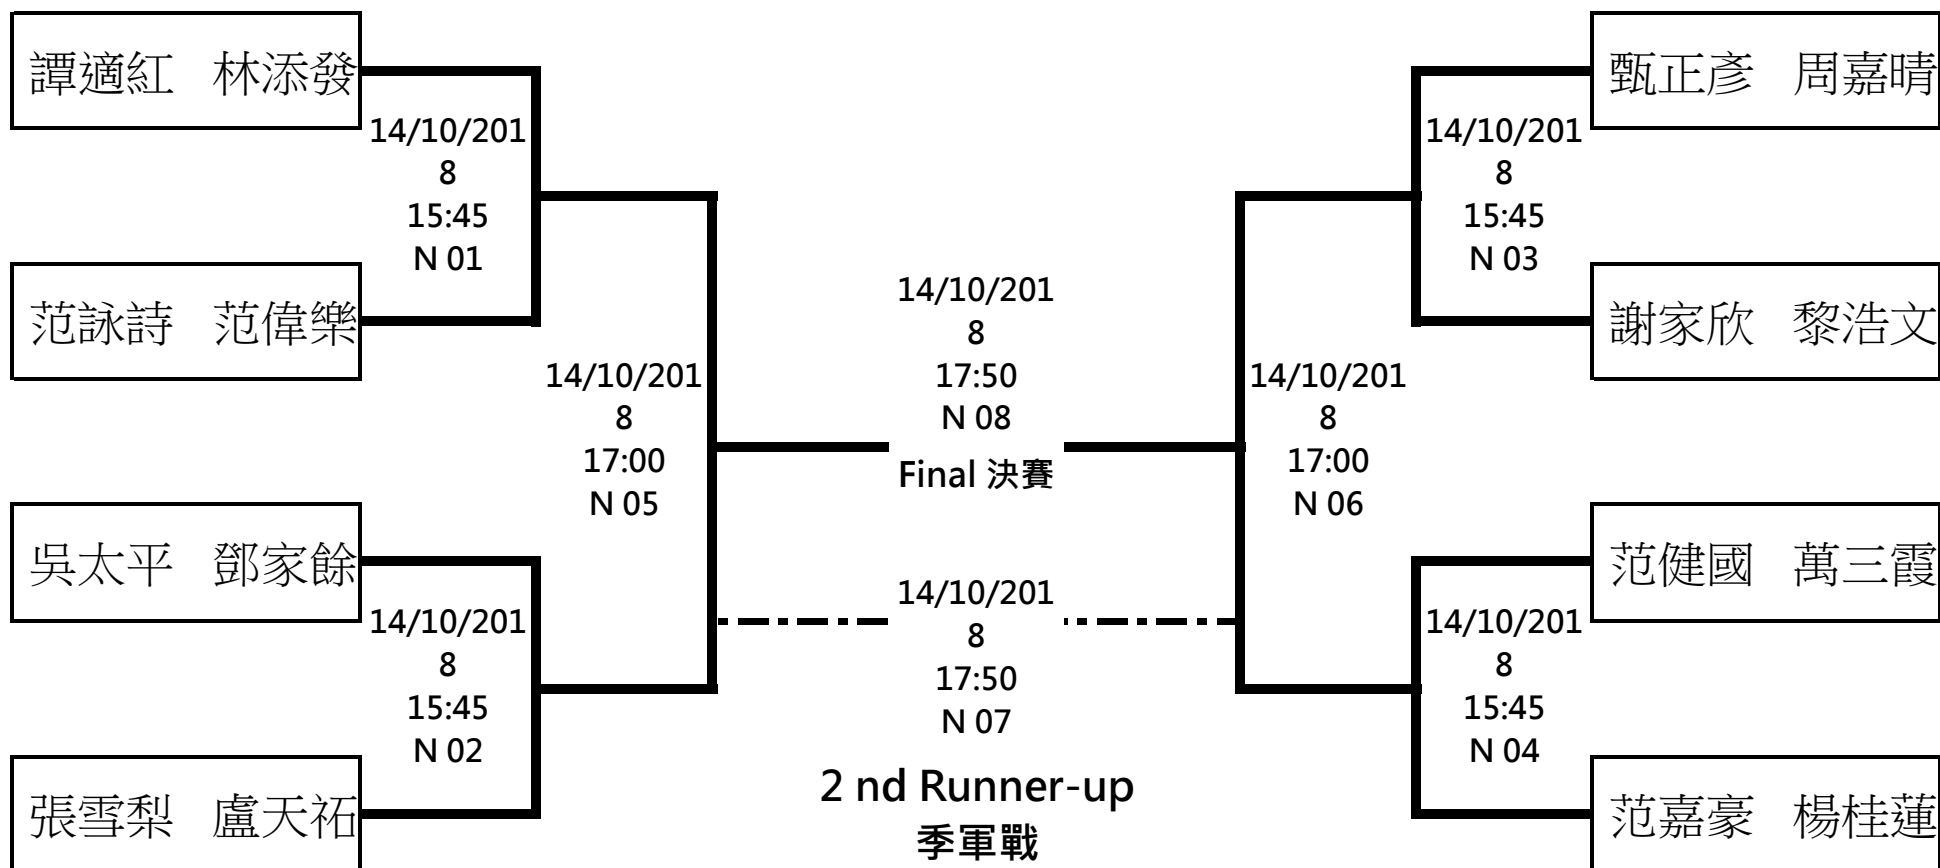 譚適紅 林添發
14/10/201
8
15:45
N 01
范詠詩 范偉樂
14/10/201
8
17:00
N 05
吳太平 鄧家餘
14/10/201
8
15:45
N 02
張雪梨 盧天祐
14/10/201
8
17:50
N 08
Final 決賽
14/10/201
8
17:50
N 07
2 nd Runner-up
季軍戰
甄正彥 周嘉晴
14/10/201
8
15:45
N 03
謝家欣 黎浩文
14/10/201
8
17:00
N 06
范健國 萬三霞
14/10/201
8
15:45
N 04
范嘉豪 楊桂蓮